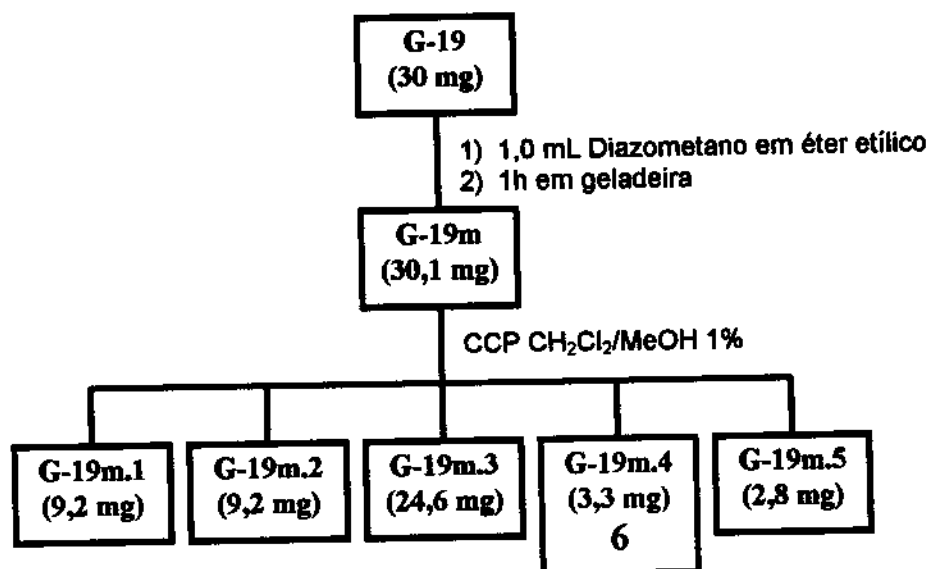 G-19
(30 mg)
1) 1,0 mL Diazometano em éter etílico
2) 1h em geladeira
G-19m
(30,1 mg)
CCP CH₂Cl₂/MeOH 1%
G-19m.1
(9,2 mg)
G-19m.2
(9,2 mg)
G-19m.3
(24,6 mg)
G-19m.4
(3,3 mg)
6
G-19m.5
(2,8 mg)